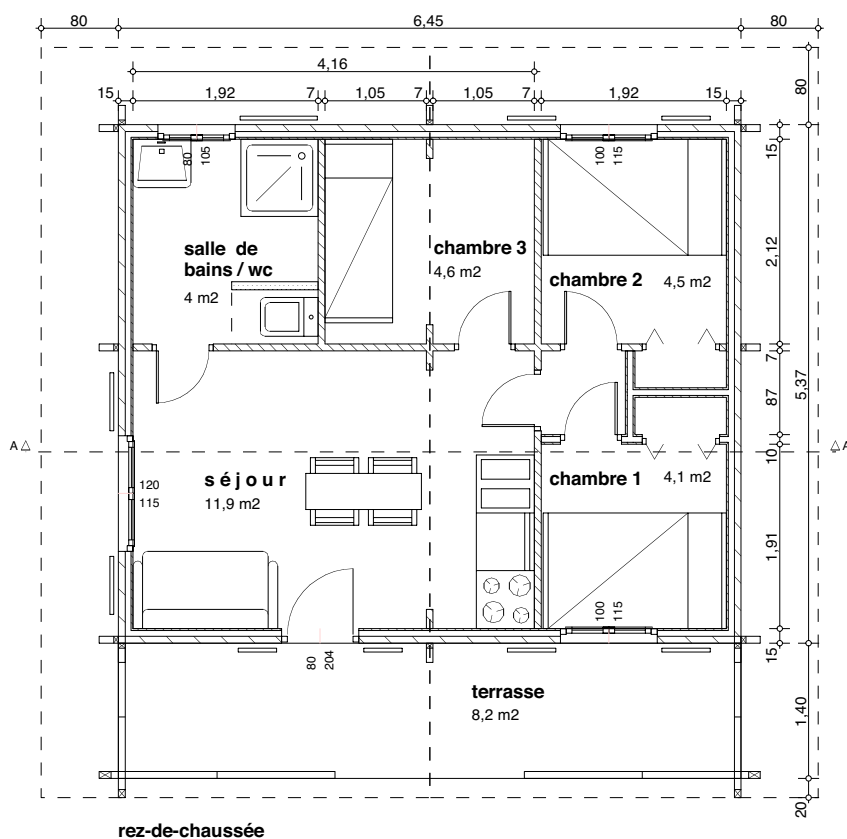 80 6,45 80
4,16
15 1,92 7 1,05 7 1,05 7 1,92 15
80
80
105
100
115
15
salle de
bains / wc
4 m2
chambre 3
4,6 m2
chambre 2
4,5 m2
2,12
7
5,37
87
A
A
10
séjour
11,9 m2
120
115
chambre 1
4,1 m2
1,91
100
115
80
204
15
terrasse
8,2 m2
1,40
20
rez-de-chaussée